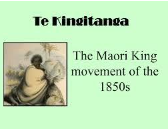 Te Kingitanga
The Maori King
movement of the
1850s